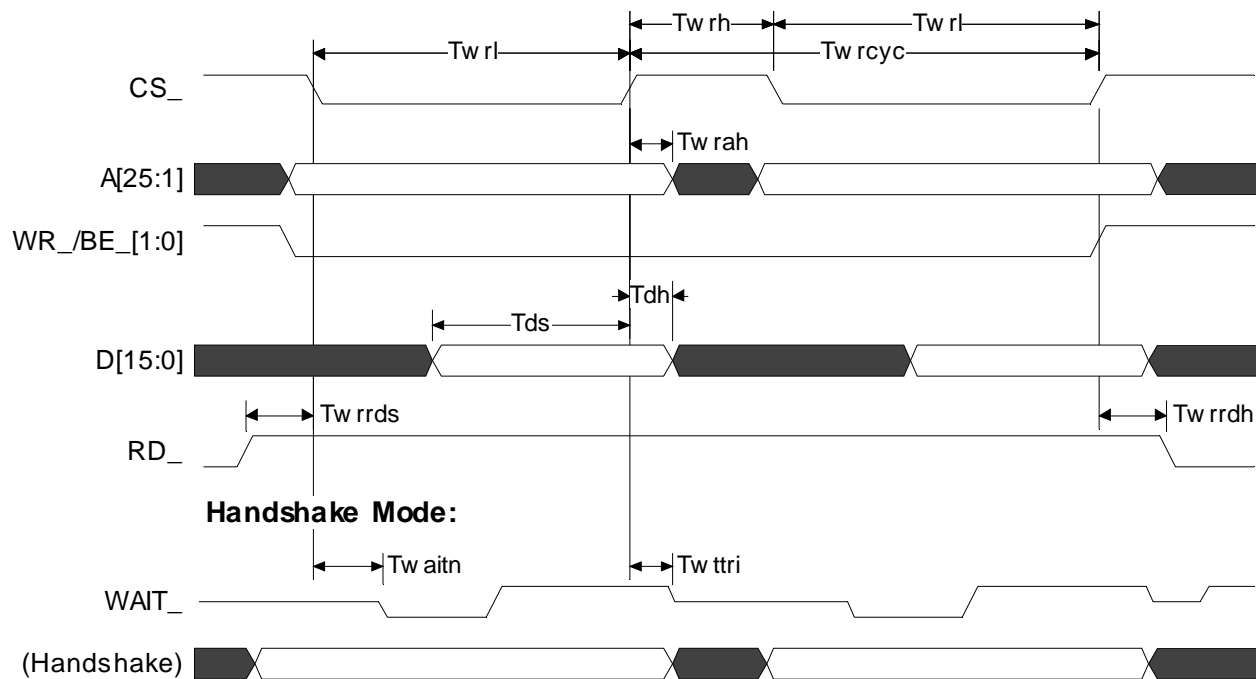 Tw rh
Tw rl
Tw rl
Tw rcyc
CS_
Tw rah
A[25:1]
WR_/BE_[1:0]
Tdh
Tds
D[15:0]
Tw rrds
Tw rrdh
RD_
Handshake Mode:
Tw aitn
Tw ttri
WAIT_
(Handshake)